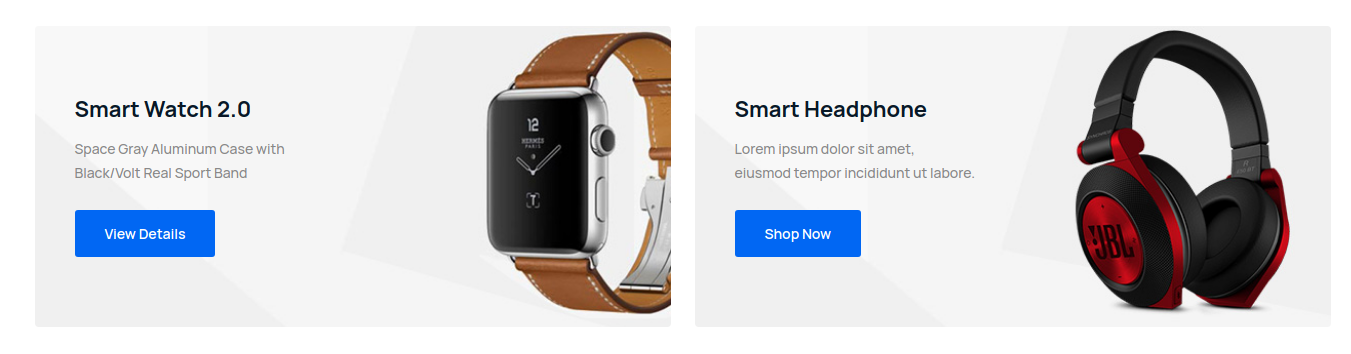 Smart Watch 2.0
Space Gray Aluminum Case with
Black/Volt Real Sport Band
View Details
12
HERMES
PARIS
Smart Headphone
Lorem ipsum dolor sit amet,
eiusmod tempor incididunt ut labore.
Shop Now
JBL